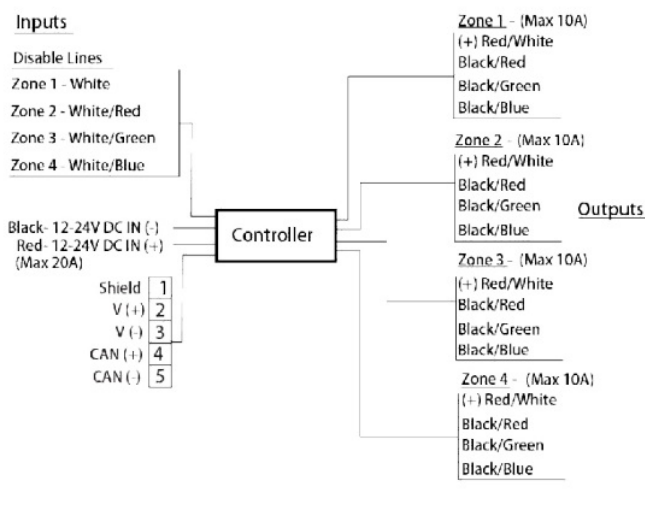 Inputs
Disable Lines
Zone 1 - White
Zone 2 - White/Red
Zone 3 - White/Green
Zone 4 - White/Blue
Black- 12-24V DC IN (-)
Red- 12-24V DC IN (+)
(Max 20A)
Shield 1
V (+) 2
V (-) 3
CAN (+) 4
CAN (-) 5
Controller
Zone 1 - (Max 10A)
(+) Red/White
Black/Red
Black/Green
Black/Blue
Zone 2 - (Max 10A)
(+) Red/White
Black/Red
Black/Green
Black/Blue
Outputs
Zone 3 - (Max 10A)
(+) Red/White
Black/Red
Black/Green
Black/Blue
Zone 4 - (Max 10A)
(+) Red/White
Black/Red
Black/Green
Black/Blue